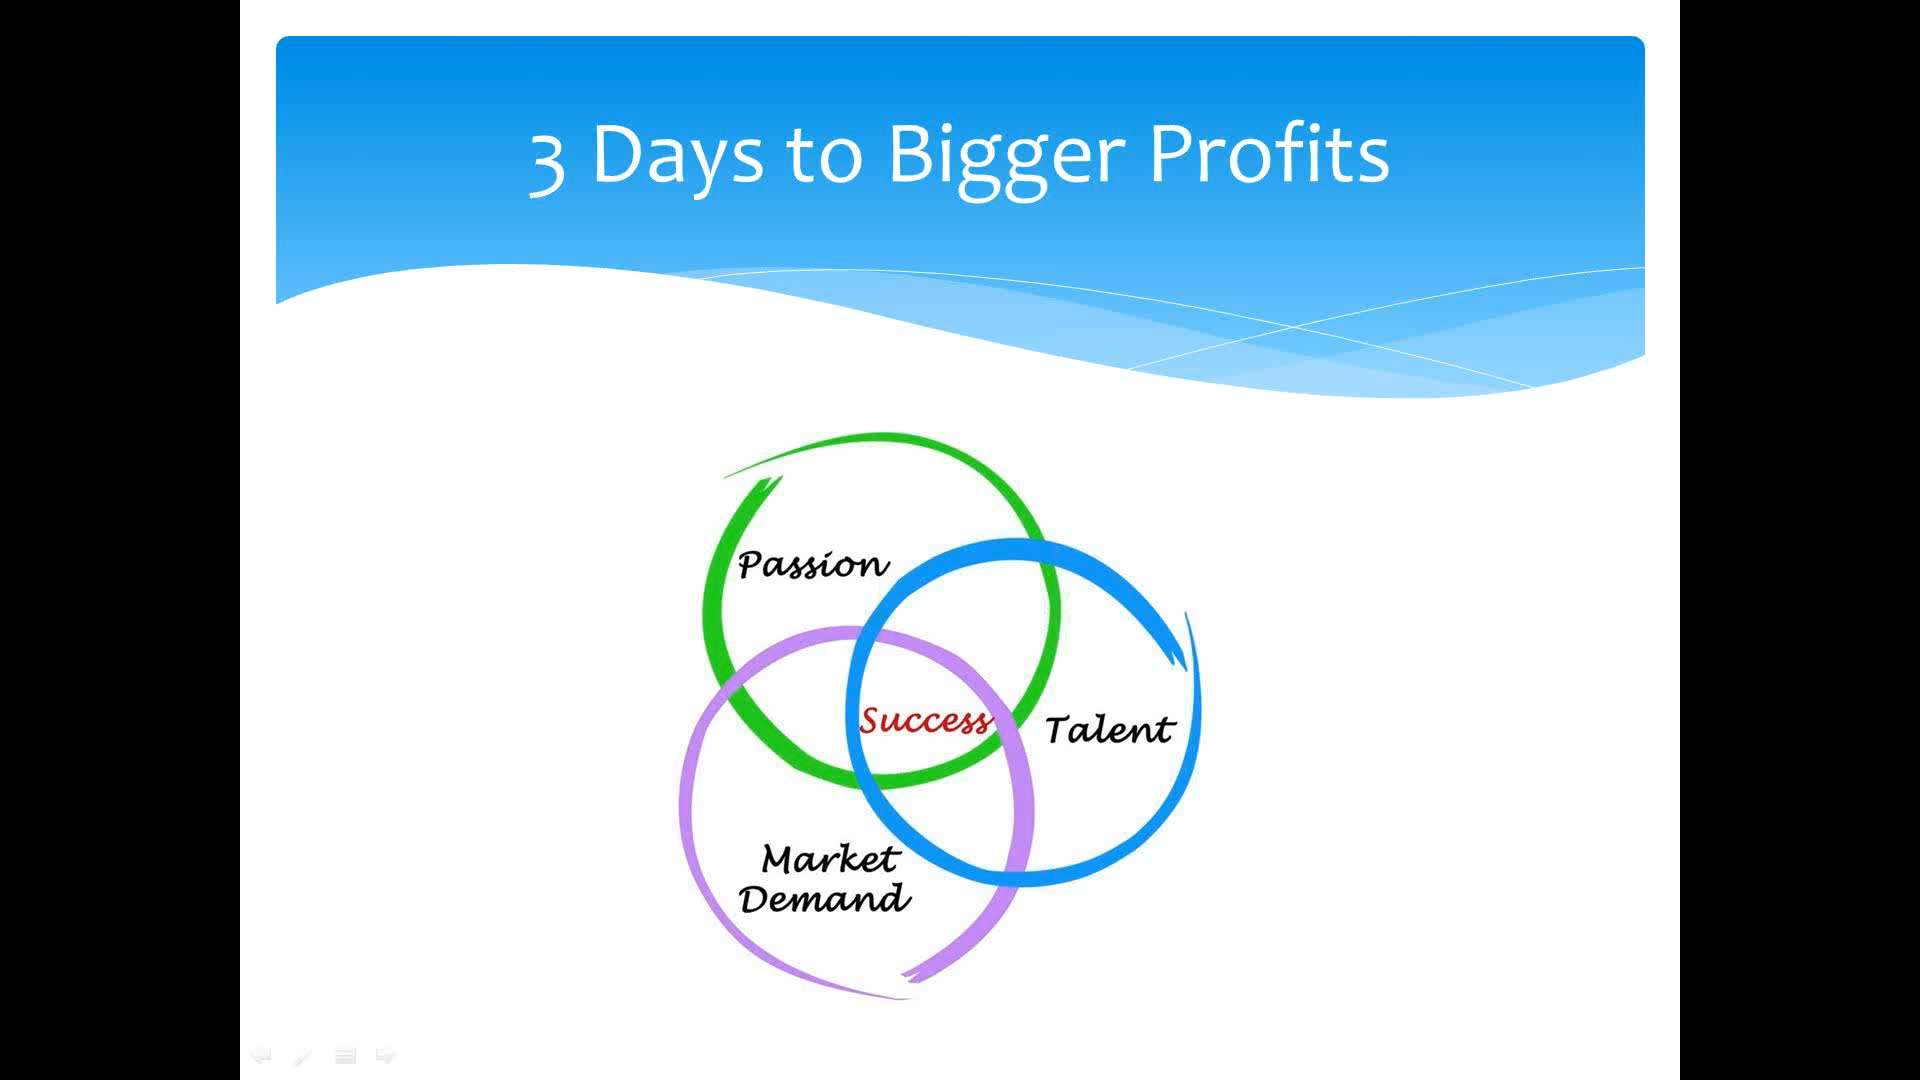 3 Days to Bigger Profits
Passion
Success
Talent
Market
Demand